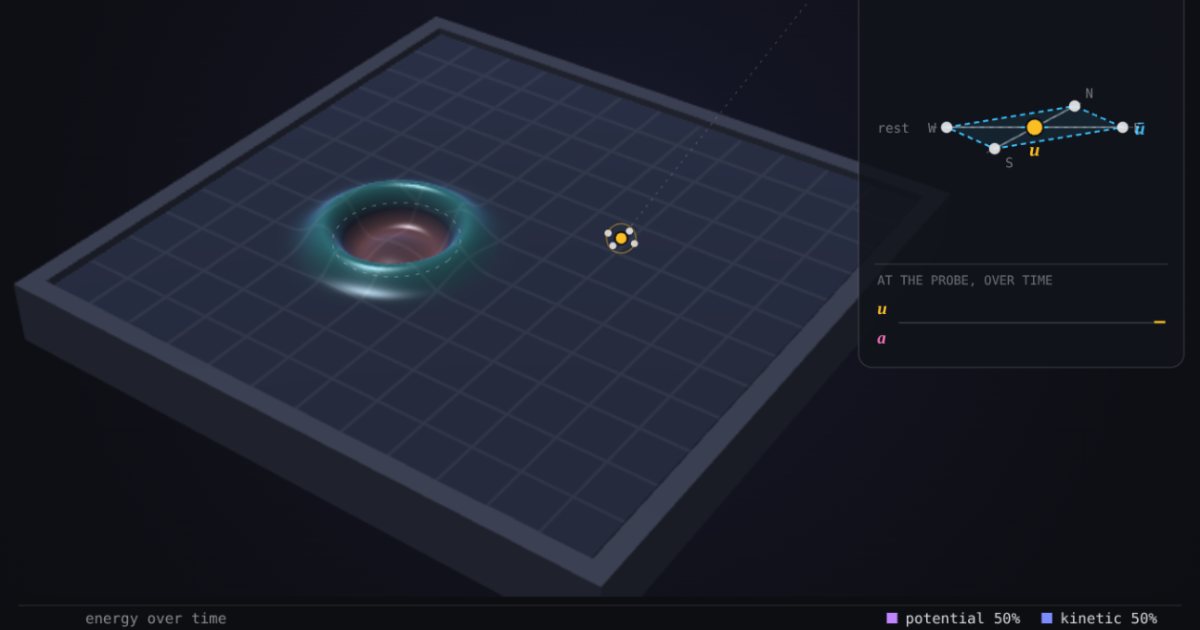 N
rest W ū
u
S
AT THE PROBE, OVER TIME
u
a
energy over time
potential 50% kinetic 50%